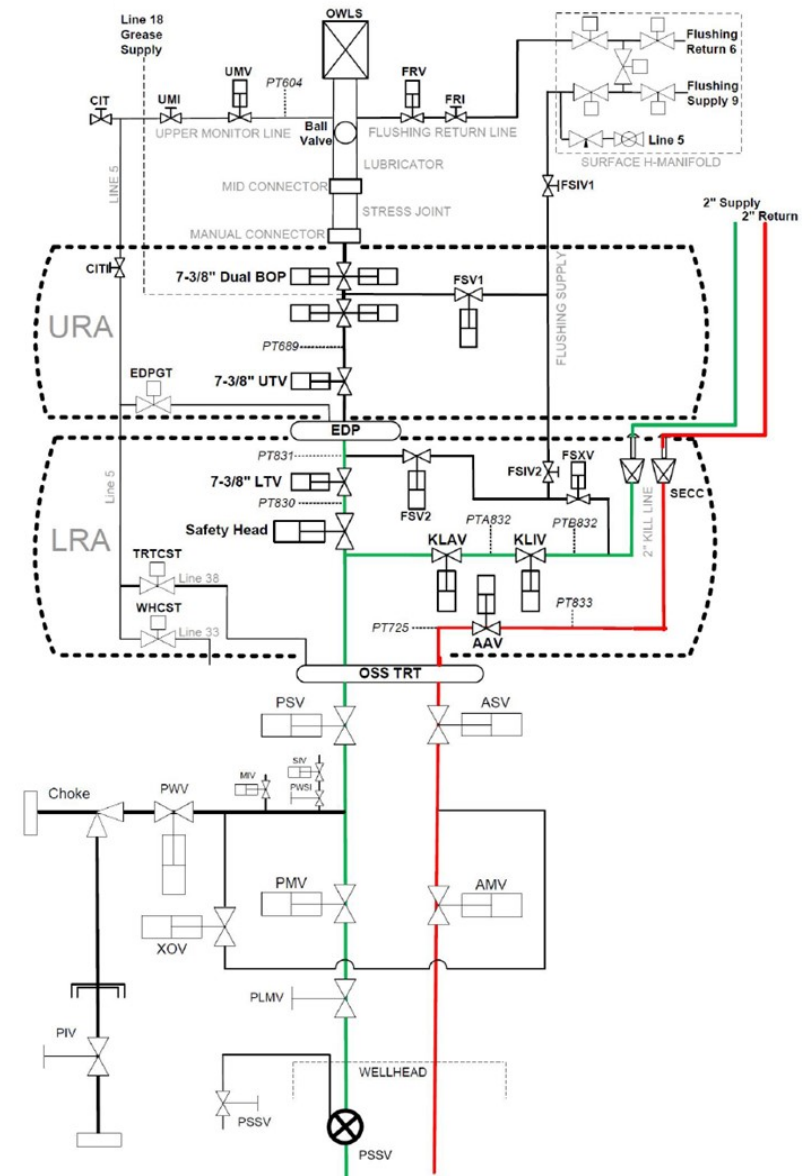 Line 18
Grease
Supply
OWLS
Flushing
Return 6
CIT
UMI
UMV
PT604
FRV
FRI
Flushing
Supply 9
UPPER MONITOR LINE
Ball
Valve
FLUSHING RETURN LINE
Line 5
SURFACE H-MANIFOLD
LUBRICATOR
LINE 5
MID CONNECTOR
FSIV1
STRESS JOINT
2" Supply
2" Return
MANUAL CONNECTOR
CITI
7-3/8" Dual BOP
FSV1
FLUSHING SUPPLY
URA
PT689
EDPGT
7-3/8" UTV
EDP
PT831
Line 5
FSIV2
FSXV
7-3/8" LTV
PT830
FSV2
SECC
Safety Head
2" KILL LINE
LRA
KLAV
PTA832
KLIV
PTB832
TRTCST
Line 38
WHCST
Line 33
PT725
AAV
PT833
OSS TRT
PSV
ASV
SIV
MIV
PWSI
Choke
PWV
PMV
AMV
XOV
PLMV
PIV
WELLHEAD
PSSV
PSSV